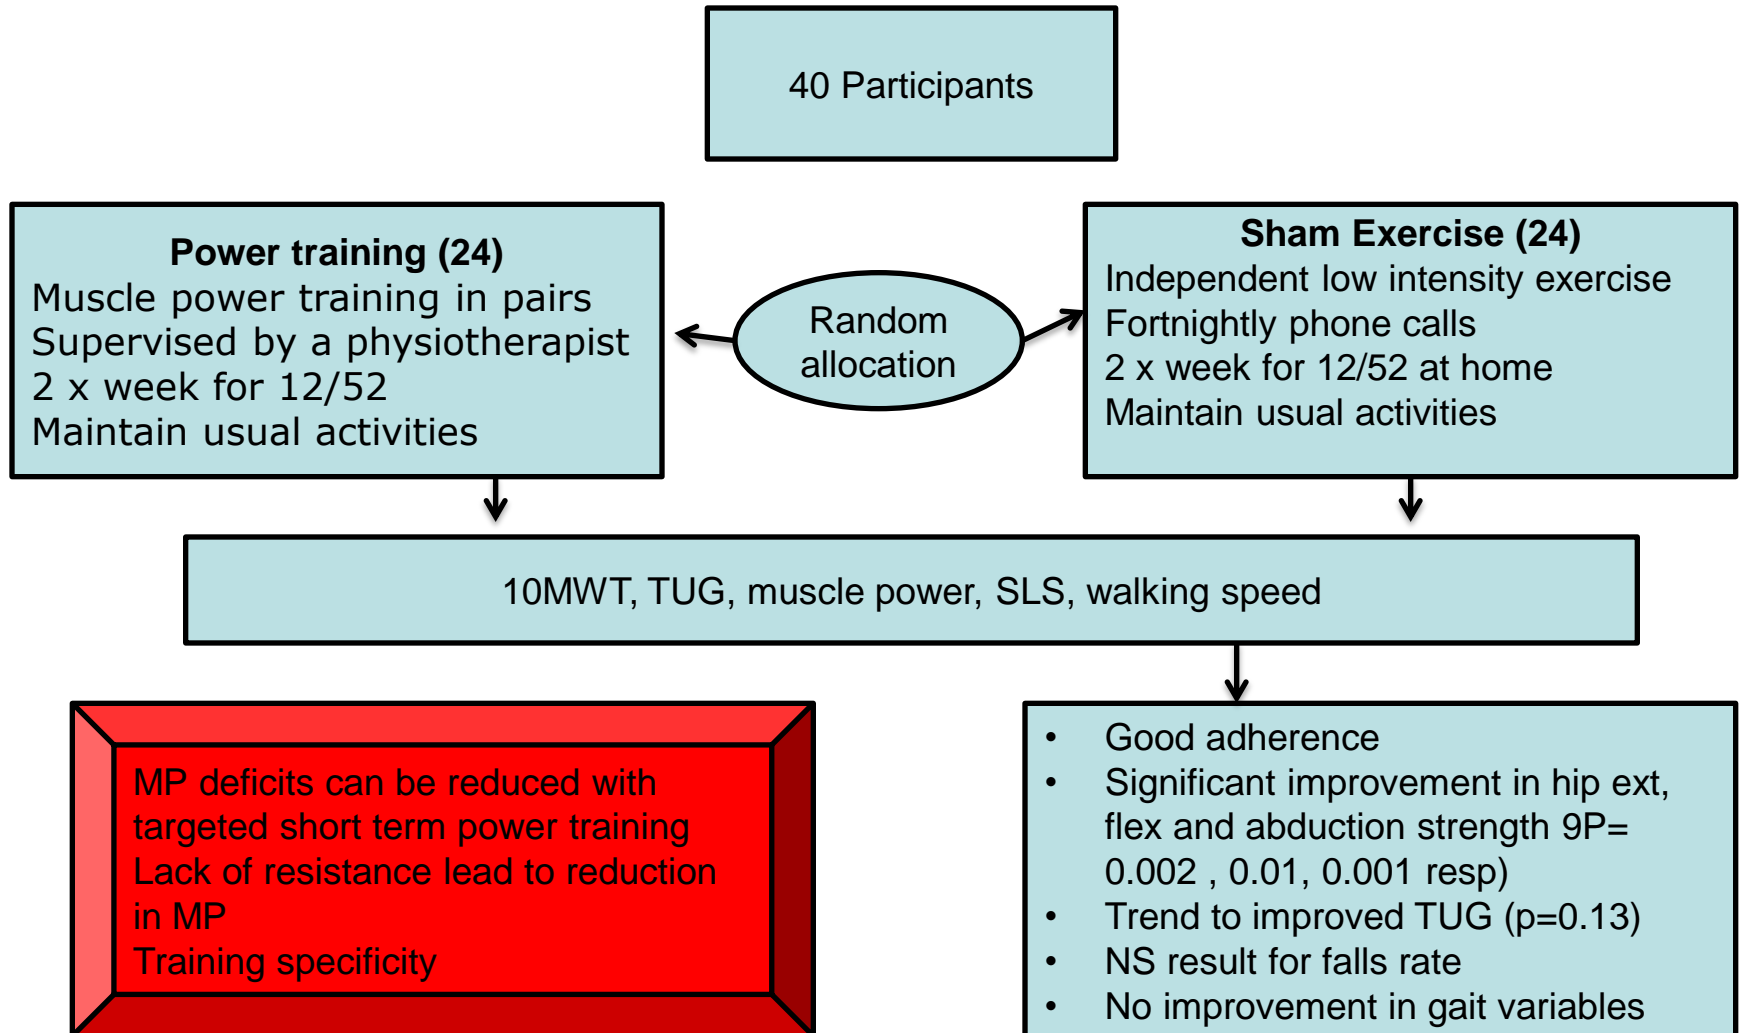 40 Participants
Power training (24)
Muscle power training in pairs
Supervised by a physiotherapist
2 x week for 12/52
Maintain usual activities
Random
allocation
Sham Exercise (24)
Independent low intensity exercise
Fortnightly phone calls
2 x week for 12/52 at home
Maintain usual activities
10MWT, TUG, muscle power, SLS, walking speed
MP deficits can be reduced with
targeted short term power training
Lack of resistance lead to reduction
in MP
Training specificity
• Good adherence
• Significant improvement in hip ext,
flex and abduction strength 9P=
0.002 , 0.01, 0.001 resp)
• Trend to improved TUG (p=0.13)
• NS result for falls rate
• No improvement in gait variables